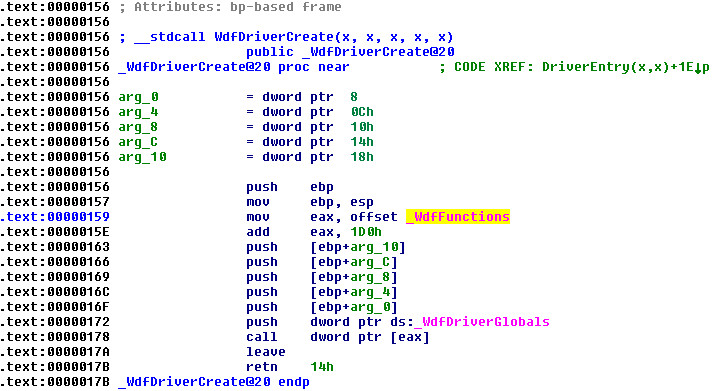 .text:00000156 ; Attributes: bp-based frame
.text:00000156
.text:00000156 ; __stdcall WdfDriverCreate(x, x, x, x, x)
.text:00000156 public _WdfDriverCreate@20
.text:00000156 _WdfDriverCreate@20 proc near ; CODE XREF: DriverEntry(x,x)+1E↓p
.text:00000156
.text:00000156 arg_0 = dword ptr 8
.text:00000156 arg_4 = dword ptr 0Ch
.text:00000156 arg_8 = dword ptr 10h
.text:00000156 arg_C = dword ptr 14h
.text:00000156 arg_10 = dword ptr 18h
.text:00000156
.text:00000156 push ebp
.text:00000157 mov ebp, esp
.text:00000159 mov eax, offset _WdfFunctions
.text:0000015E add eax, 1D0h
.text:00000163 push [ebp+arg_10]
.text:00000166 push [ebp+arg_C]
.text:00000169 push [ebp+arg_8]
.text:0000016C push [ebp+arg_4]
.text:0000016F push [ebp+arg_0]
.text:00000172 push dword ptr ds:_WdfDriverGlobals
.text:00000178 call dword ptr [eax]
.text:0000017A leave
.text:0000017B retn 14h
.text:0000017B _WdfDriverCreate@20 endp